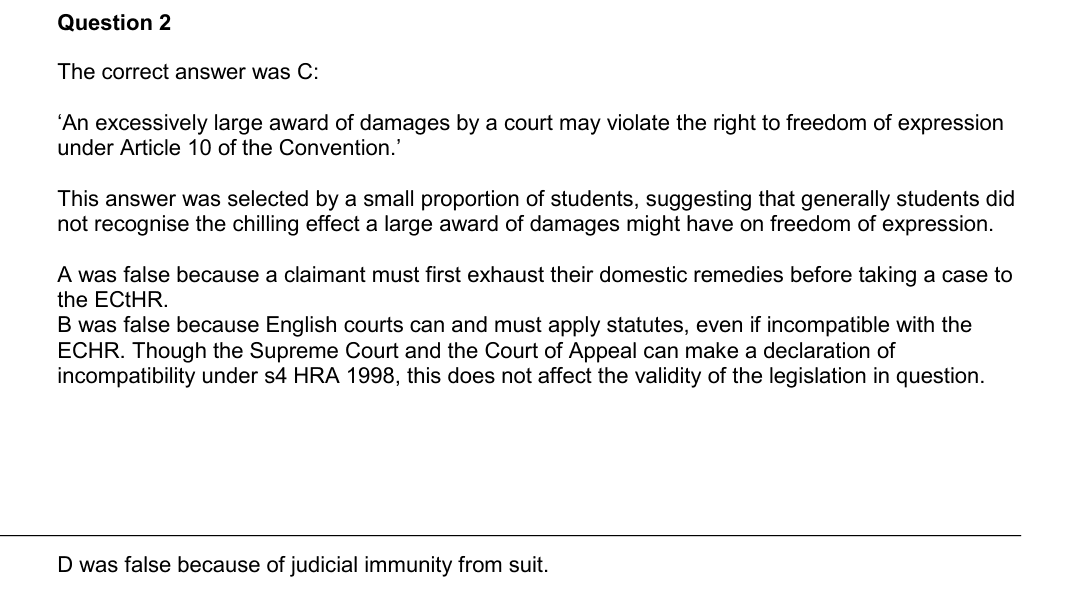 Question 2
The correct answer was C:
‘An excessively large award of damages by a court may violate the right to freedom of expression
under Article 10 of the Convention.’
This answer was selected by a small proportion of students, suggesting that generally students did
not recognise the chilling effect a large award of damages might have on freedom of expression.
A was false because a claimant must first exhaust their domestic remedies before taking a case to
the ECtHR.
B was false because English courts can and must apply statutes, even if incompatible with the
ECHR. Though the Supreme Court and the Court of Appeal can make a declaration of
incompatibility under s4 HRA 1998, this does not affect the validity of the legislation in question.
D was false because of judicial immunity from suit.